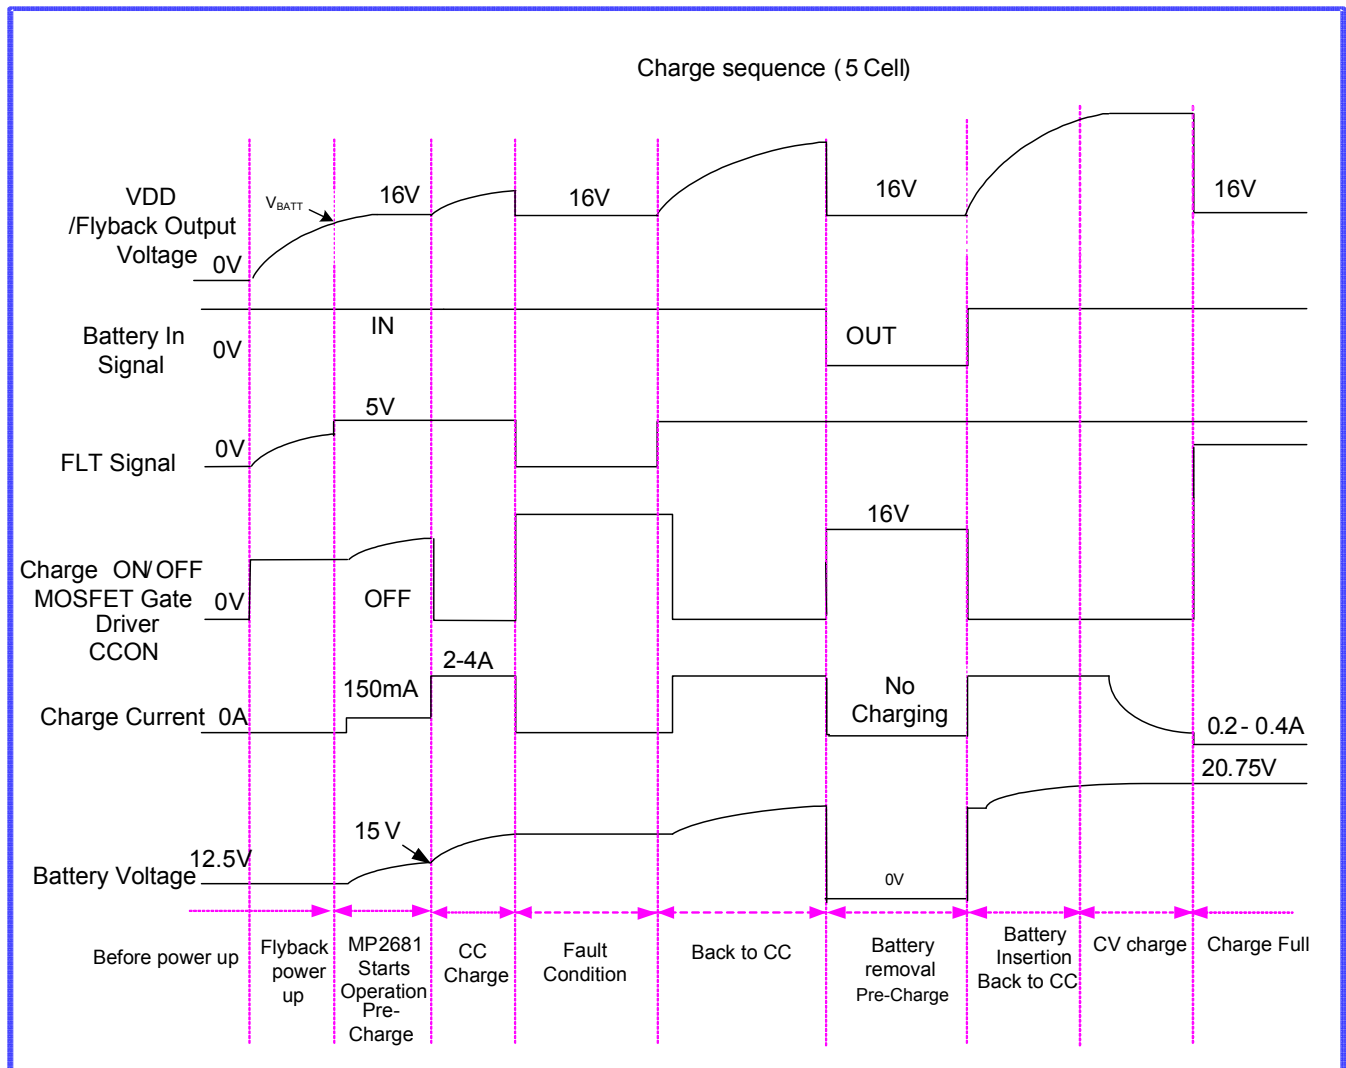 Charge sequence ( 5 Cell)
VDD
/Flyback Output
Voltage
0V
VBATT
16V
16V
16V
16V
Battery In
Signal
0V
IN
OUT
FLT Signal
0V
5V
Charge ON/OFF
MOSFET Gate
Driver
CCON
0V
OFF
16V
Charge Current 0A
150mA
2-4A
No
Charging
0.2 - 0.4A
20.75V
Battery Voltage
12.5V
15 V
0V
Before power up
Flyback
power
up
MP2681
Starts
Operation
Pre-
Charge
CC
Charge
Fault
Condition
Back to CC
Battery
removal
Pre-Charge
Battery
Insertion
Back to CC
CV charge
Charge Full